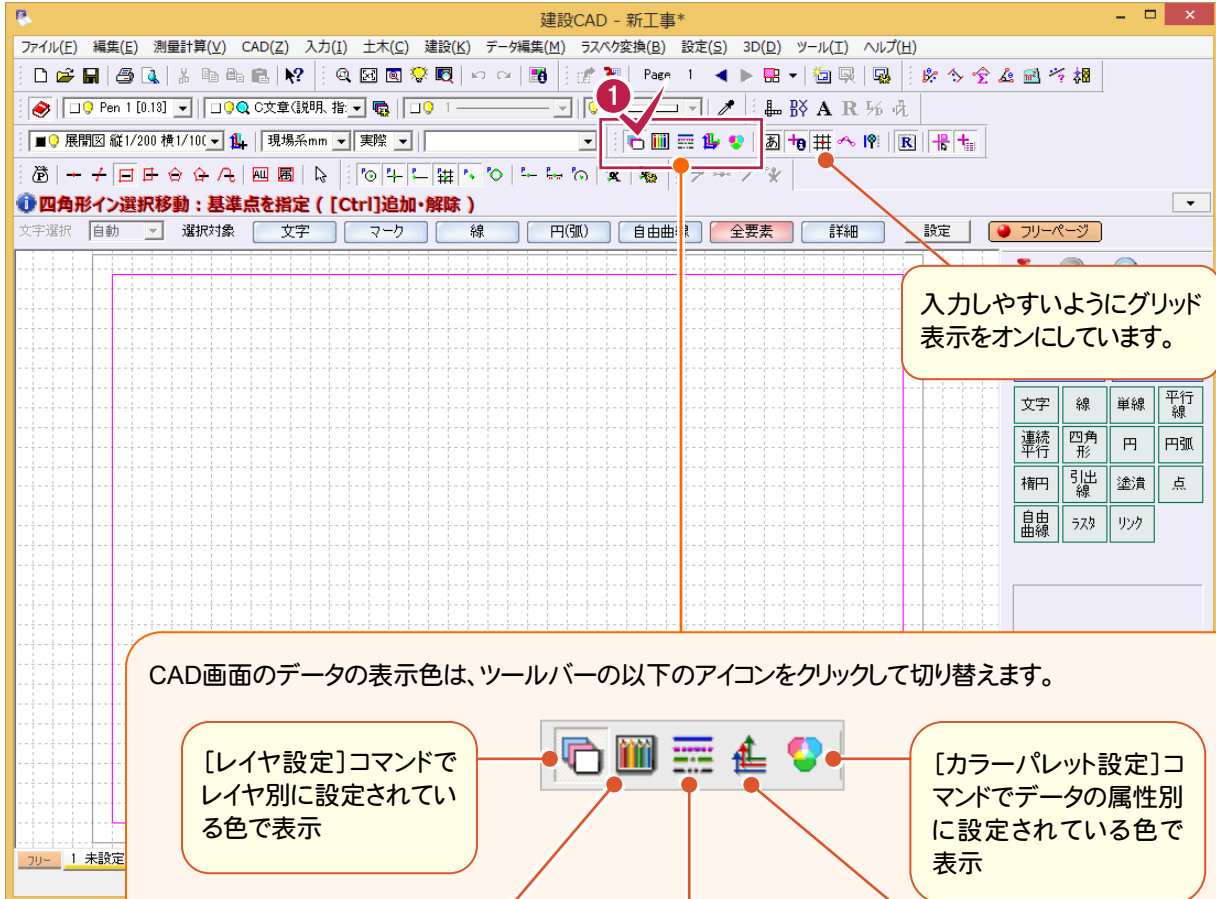 建設CAD - 新工事*
ファイル(F) 編集(E) 測量計算(V) CAD(Z) 入力(I) 土木(C) 建設(K) データ編集(M) ラスベク変換(B) 設定(S) 3D(D) ツール(T) ヘルプ(H)
Page 1
1
Pen 1 [0.13] C文章(説明、指: 1
展開図 縦1/200 横1/100 現場系mm 実際
四角形イン選択移動：基準点を指定 ( [Ctrl]追加・解除 )
文字選択 自動 選択対象 文字 マーク 線 円(弧) 自由曲線 全要素 詳細 設定 フリーページ
入力しやすいようにグリッド
表示をオンにしています。
文字 線 単線 平行線
連続平行 四角形 円 円弧
楕円 引出線 塗潰 点
自由曲線 ラスタ リンク
CAD画面のデータの表示色は、ツールバーの以下のアイコンをクリックして切り替えます。
[レイヤ設定]コマンドで
レイヤ別に設定されてい
る色で表示
[カラーパレット設定]コ
マンドでデータの属性別
に設定されている色で
表示
フリー 1 未設定